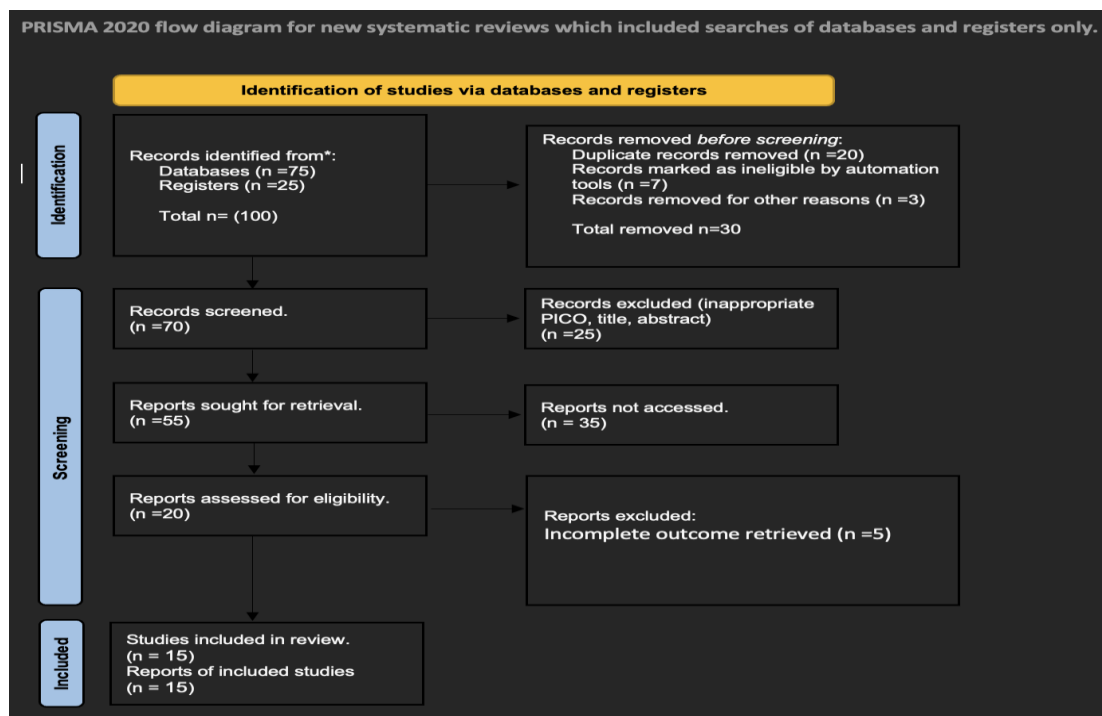 PRISMA 2020 flow diagram for new systematic reviews which included searches of databases and registers only.
Identification of studies via databases and registers
Identification
Records identified from*:
Databases (n =75)
Registers (n =25)
Total n= (100)
Records removed before screening:
Duplicate records removed (n =20)
Records marked as ineligible by automation
tools (n =7)
Records removed for other reasons (n =3)
Total removed n=30
Screening
Records screened.
(n =70)
Records excluded (inappropriate
PICO, title, abstract)
(n =25)
Reports sought for retrieval.
(n =55)
Reports not accessed.
(n = 35)
Reports assessed for eligibility.
(n =20)
Reports excluded:
Incomplete outcome retrieved (n =5)
Included
Studies included in review.
(n = 15)
Reports of included studies
(n = 15)